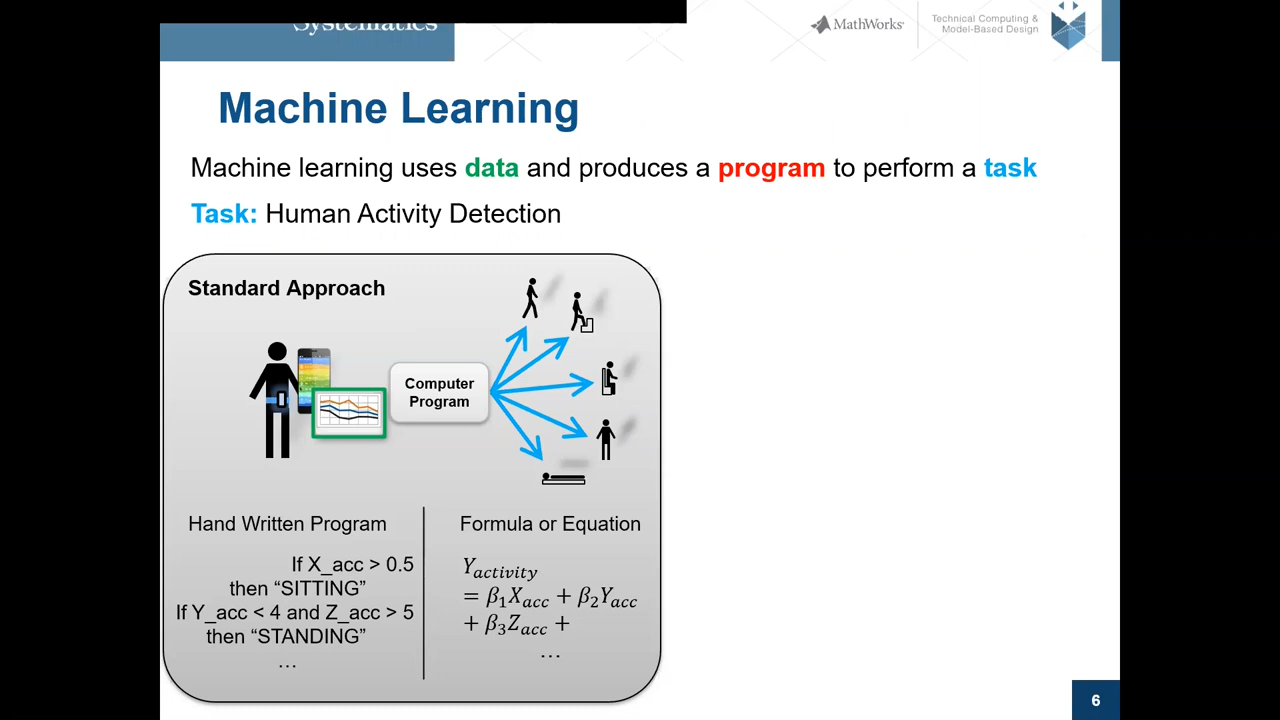 Systematics
MathWorks®
Technical Computing &
Model-Based Design
Machine Learning
Machine learning uses data and produces a program to perform a task
Task: Human Activity Detection
Standard Approach
Computer
Program
Hand Written Program
If X_acc > 0.5
then “SITTING”
If Y_acc < 4 and Z_acc > 5
then “STANDING”
…
Formula or Equation
Y_activity
= β₁X_acc + β₂Y_acc
+ β₃Z_acc +
…
6